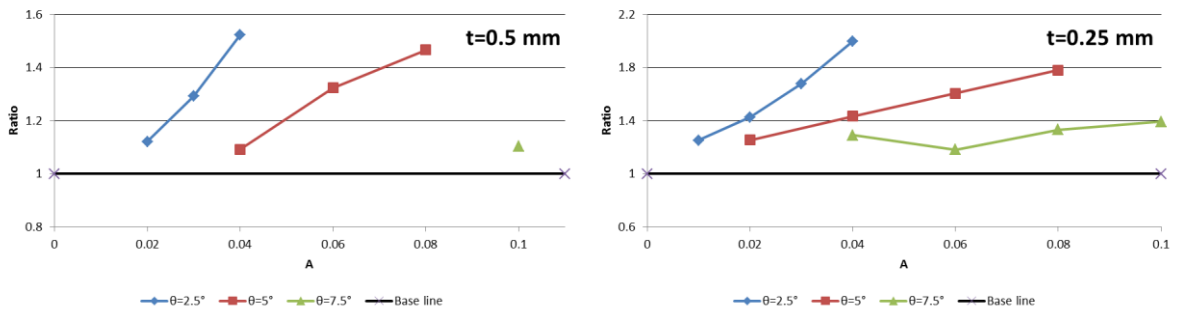 1.6
t=0.5 mm
1.4
1.2
1
0.8
Ratio
0 0.02 0.04 0.06 0.08 0.1
A
θ=2.5° θ=5° θ=7.5° Base line
2.2
t=0.25 mm
1.8
1.4
1
0.6
Ratio
0 0.02 0.04 0.06 0.08 0.1
A
θ=2.5° θ=5° θ=7.5° Base line